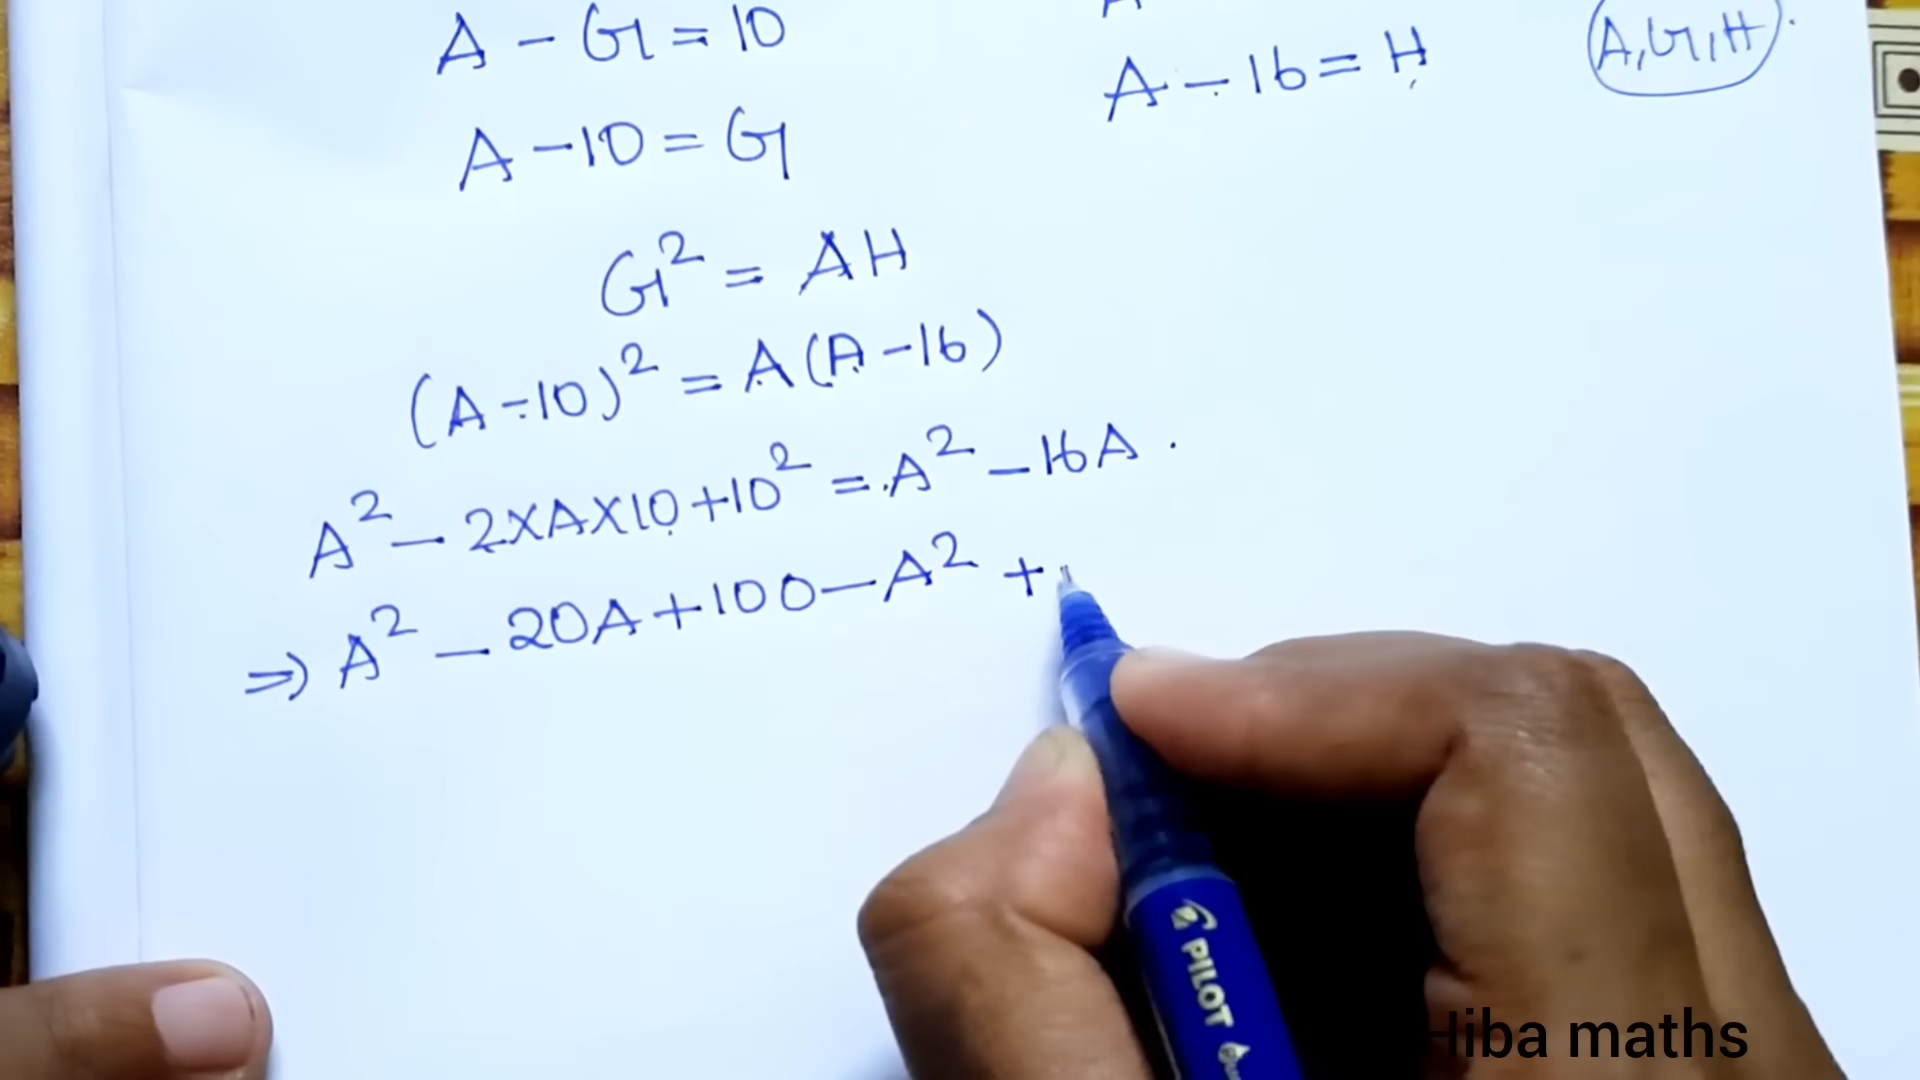 A - G = 10
A - 16 = H
A, G, H
A - 10 = G
G² = AH
(A - 10)² = A(A - 16)
A² - 2×A×10 + 10² = A² - 16A.
⇒ A² - 20A + 100 - A² +
PILOT
Hiba maths